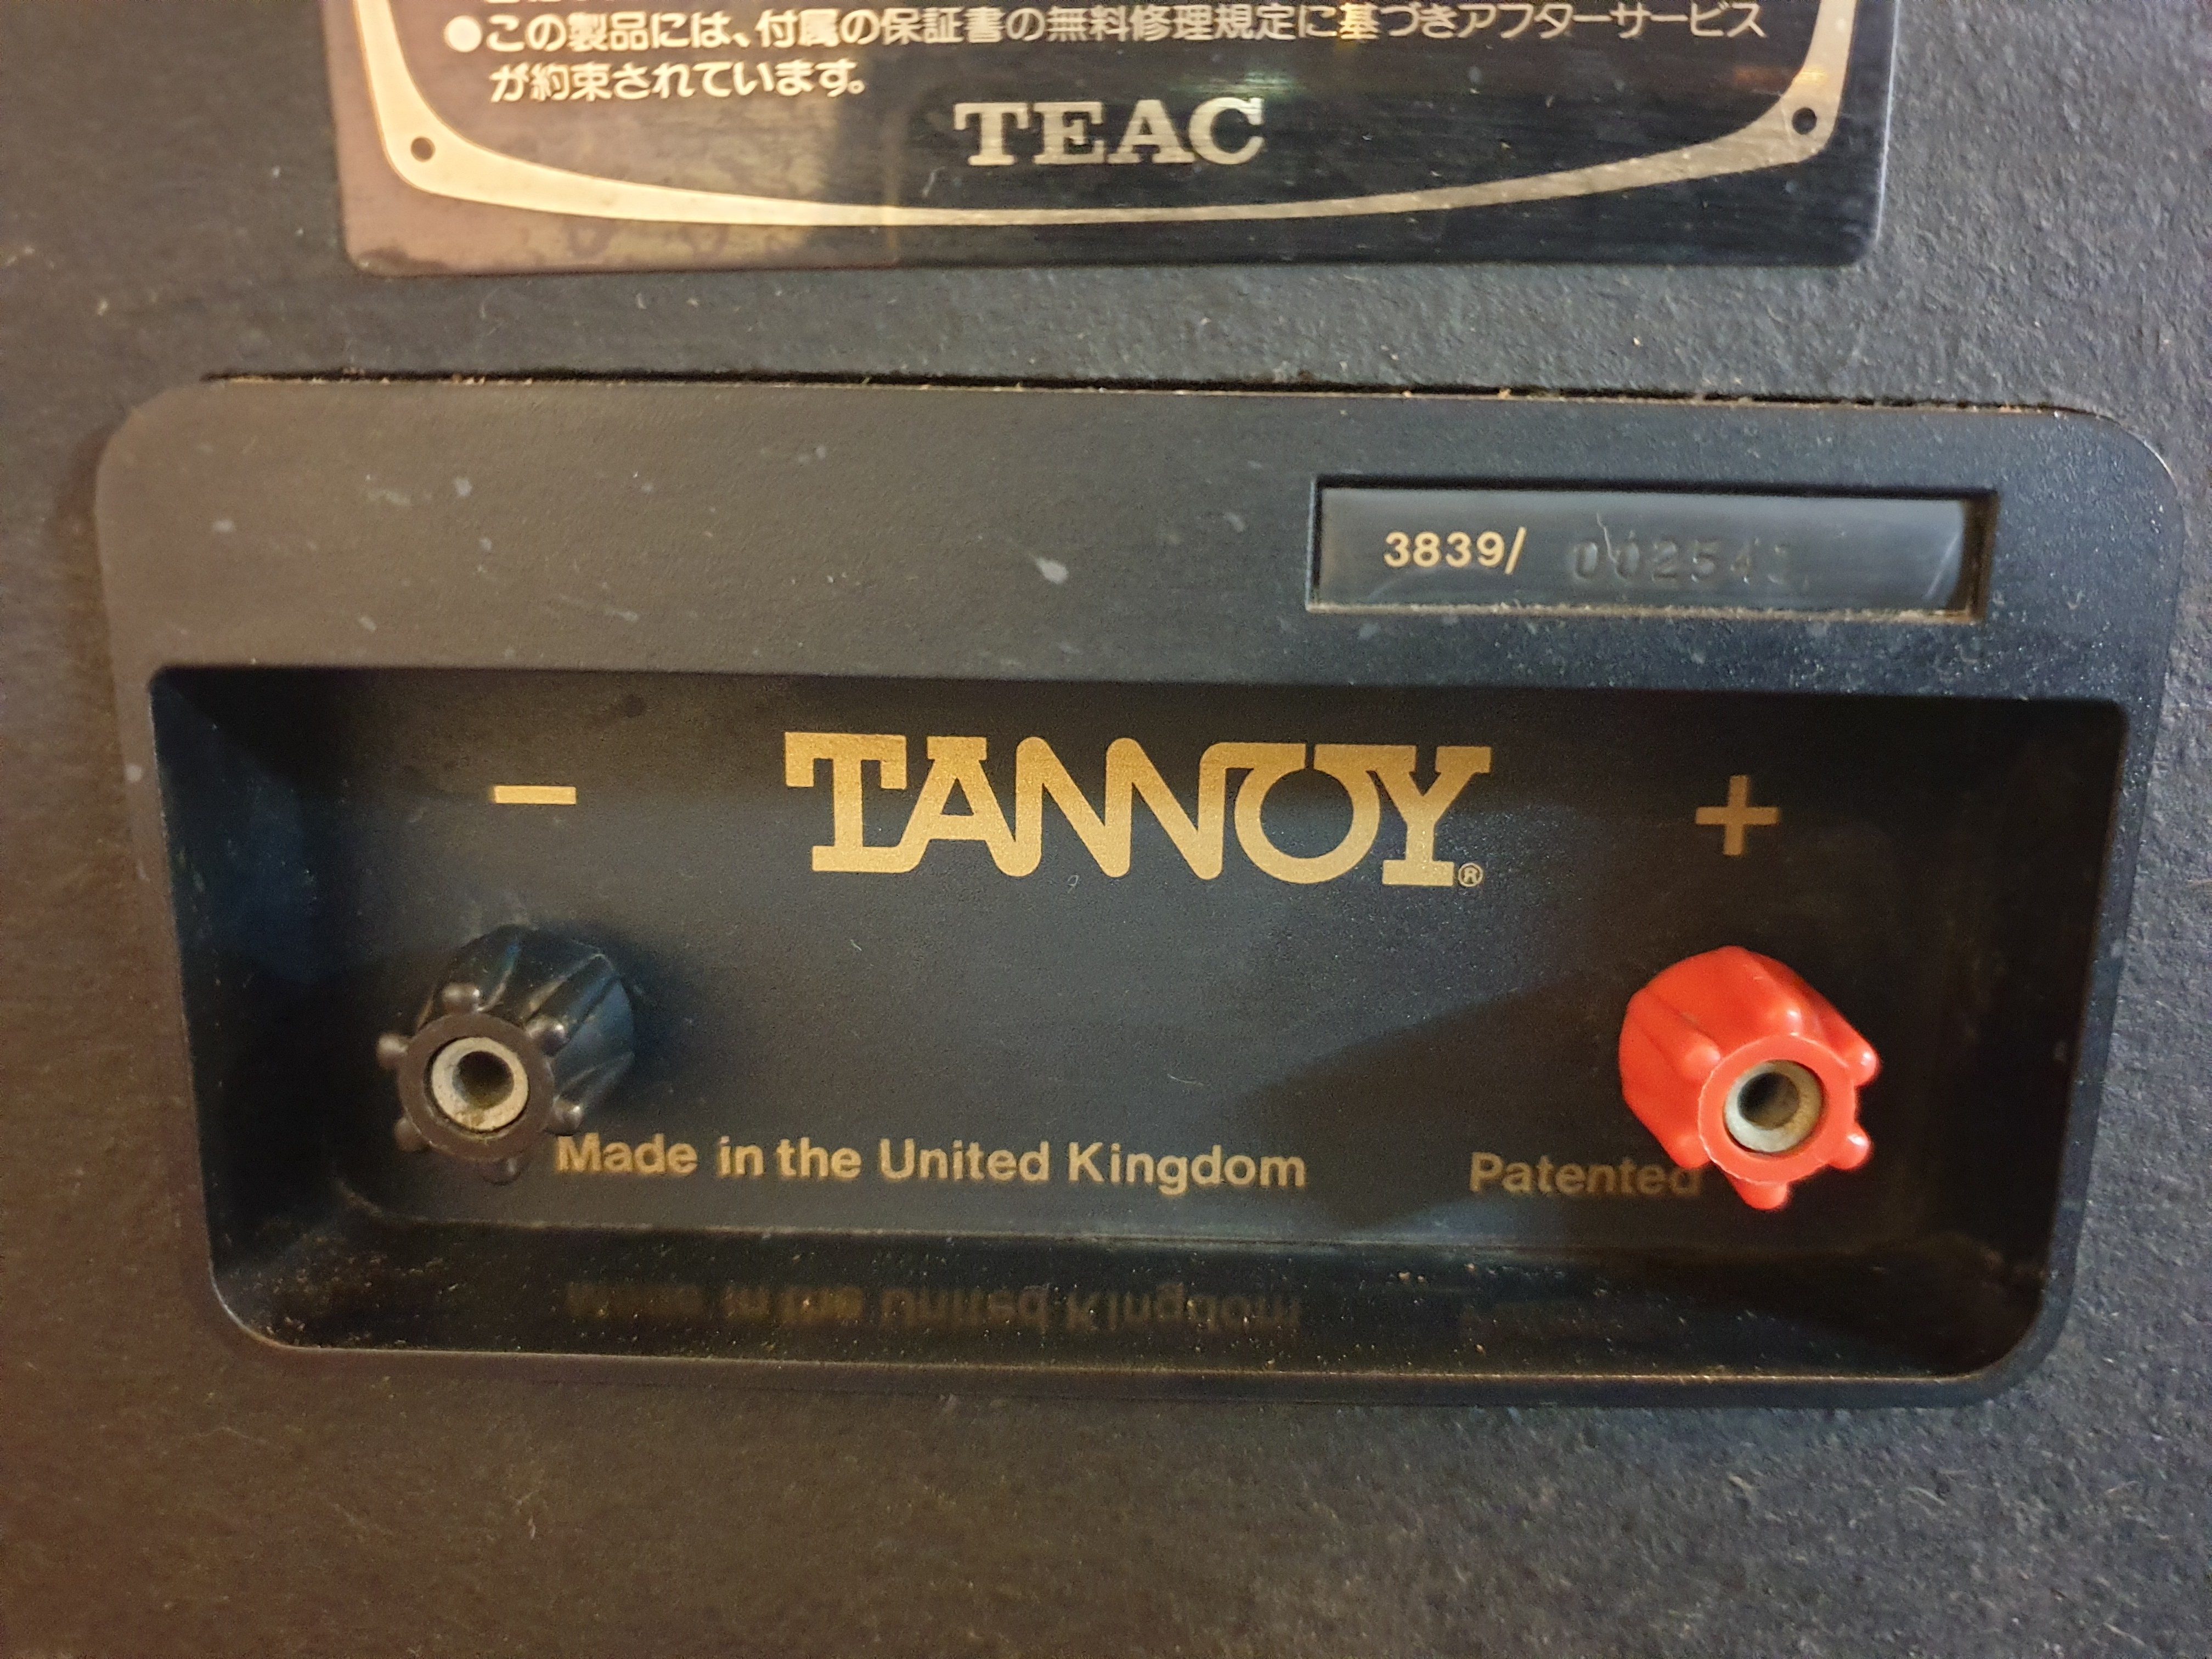 ●この製品には、付属の保証書の無料修理規定に基づきアフターサービス
が約束されています。
TEAC
3839/ 002541
TANNOY®
− +
Made in the United Kingdom Patented